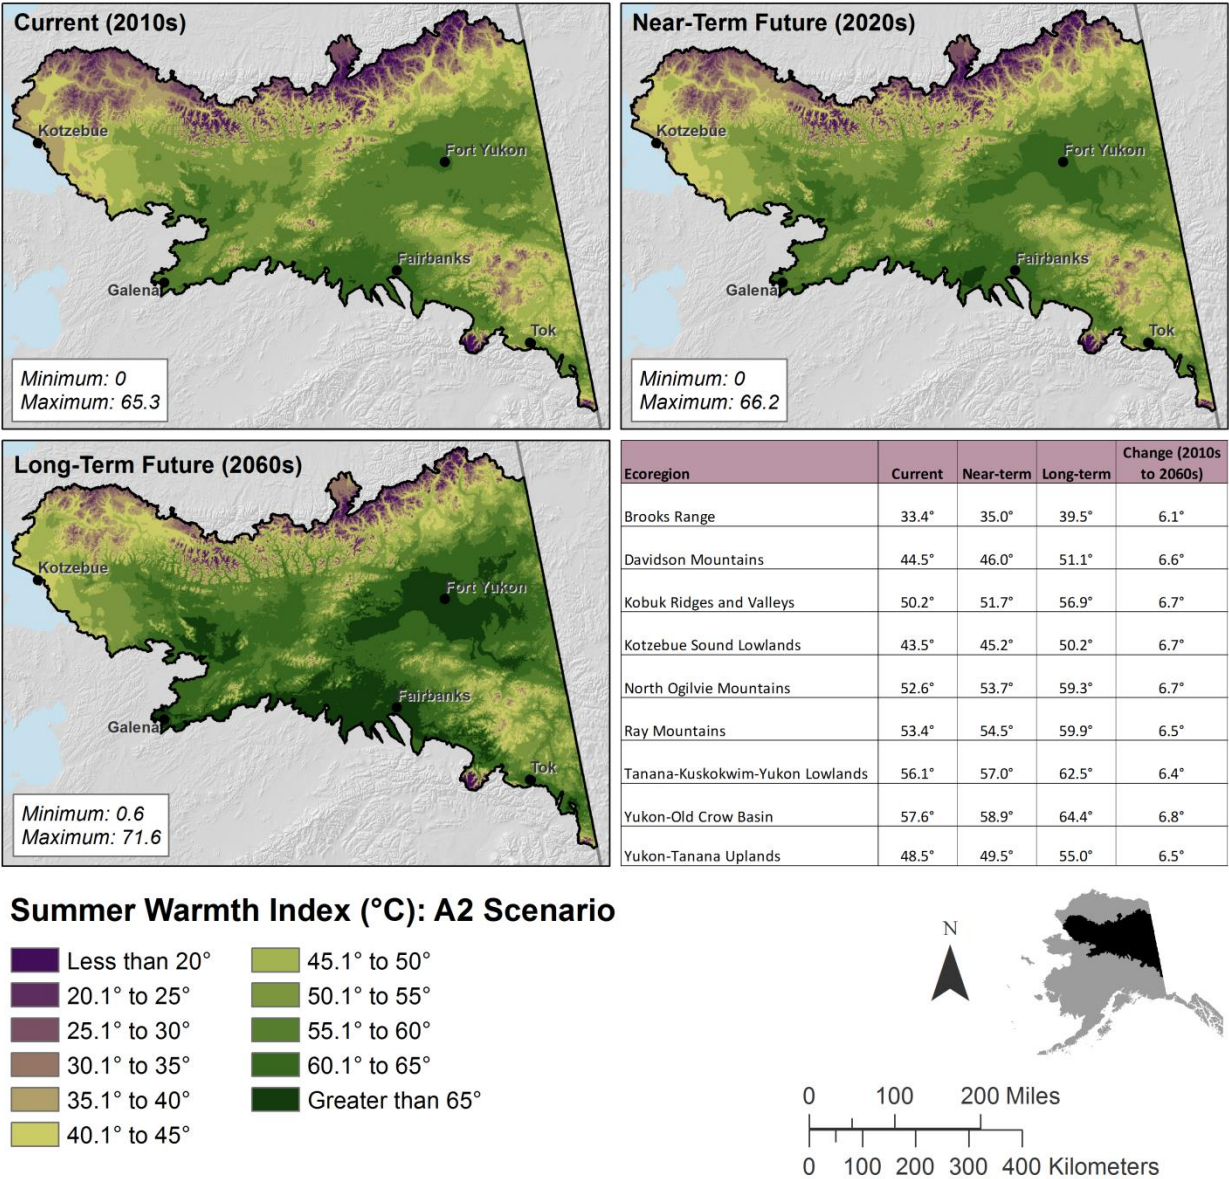 Current (2010s)
Kotzebue
Fort Yukon
Fairbanks
Galena
Tok
Minimum: 0
Maximum: 65.3
Near-Term Future (2020s)
Kotzebue
Fort Yukon
Fairbanks
Galena
Tok
Minimum: 0
Maximum: 66.2
Long-Term Future (2060s)
Kotzebue
Fort Yukon
Fairbanks
Galena
Tok
Minimum: 0.6
Maximum: 71.6
Ecoregion Current Near-term Long-term Change (2010s
to 2060s)
Brooks Range 33.4° 35.0° 39.5° 6.1°
Davidson Mountains 44.5° 46.0° 51.1° 6.6°
Kobuk Ridges and Valleys 50.2° 51.7° 56.9° 6.7°
Kotzebue Sound Lowlands 43.5° 45.2° 50.2° 6.7°
North Ogilvie Mountains 52.6° 53.7° 59.3° 6.7°
Ray Mountains 53.4° 54.5° 59.9° 6.5°
Tanana-Kuskokwim-Yukon Lowlands 56.1° 57.0° 62.5° 6.4°
Yukon-Old Crow Basin 57.6° 58.9° 64.4° 6.8°
Yukon-Tanana Uplands 48.5° 49.5° 55.0° 6.5°
Summer Warmth Index (°C): A2 Scenario
Less than 20°
20.1° to 25°
25.1° to 30°
30.1° to 35°
35.1° to 40°
40.1° to 45°
45.1° to 50°
50.1° to 55°
55.1° to 60°
60.1° to 65°
Greater than 65°
N
0 100 200 Miles
0 100 200 300 400 Kilometers